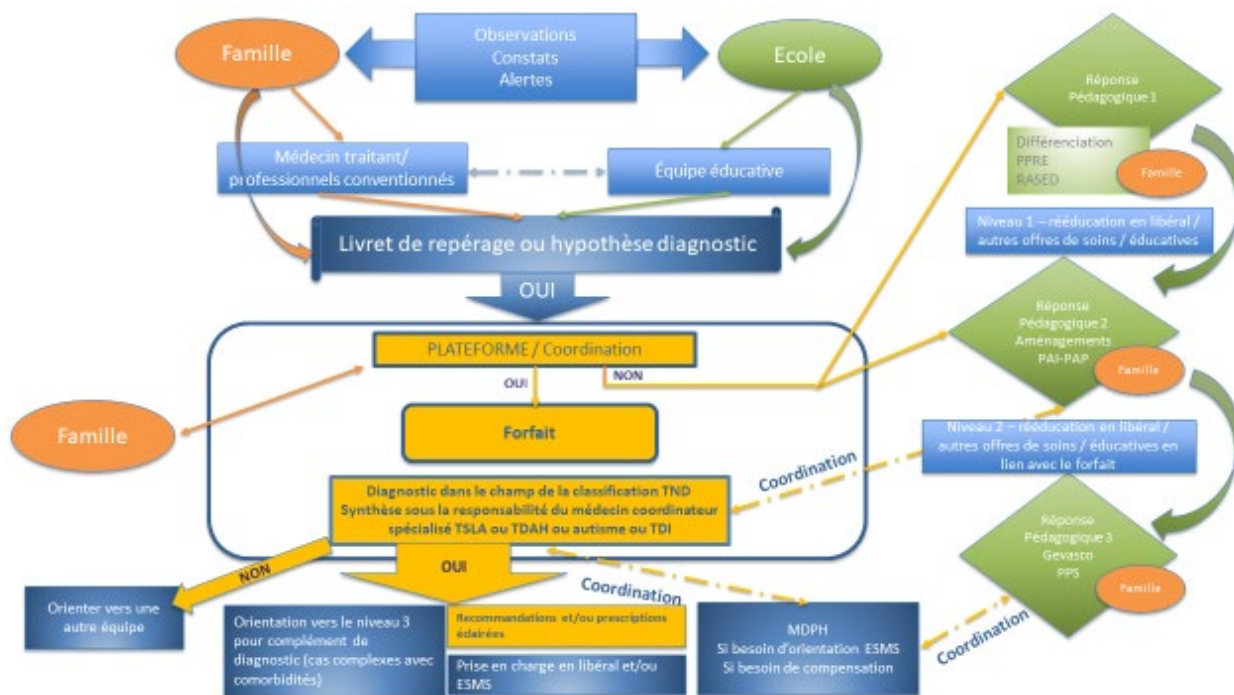 Famille
Observations
Constats
Alertes
Ecole
Médecin traitant/
professionnels conventionnés
Équipe éducative
Livret de repérage ou hypothèse diagnostic
OUI
PLATEFORME / Coordination
OUI
NON
Forfait
Famille
Diagnostic dans le champ de la classification TND
Synthèse sous la responsabilité du médecin coordinateur
spécialisé TSLA ou TDAH ou autisme ou TDI
NON
OUI
Orienter vers une
autre équipe
Orientation vers le niveau 3
pour complément de
diagnostic (cas complexes avec
comorbidités)
Recommandations et/ou prescriptions
éclairées
Prise en charge en libéral et/ou
ESMS
Coordination
MDPH
Si besoin d'orientation ESMS
Si besoin de compensation
Coordination
Coordination
Réponse
Pédagogique 1
Différenciation
PPRE
RASED
Famille
Niveau 1 – rééducation en libéral /
autres offres de soins / éducatives
Réponse
Pédagogique 2
Aménagements
PAI-PAP
Famille
Niveau 2 – rééducation en libéral /
autres offres de soins / éducatives en
lien avec le forfait
Réponse
Pédagogique 3
Gevasco
PPS
Famille